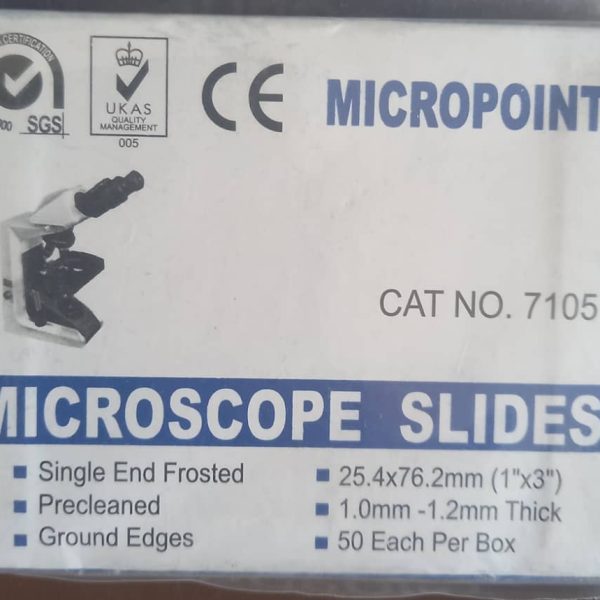 CERTIFICATION
SGS
UKAS
QUALITY
MANAGEMENT
005
CE
MICROPOINT
CAT NO. 7105
MICROSCOPE SLIDES
Single End Frosted
Precleaned
Ground Edges
25.4x76.2mm (1"x3")
1.0mm -1.2mm Thick
50 Each Per Box